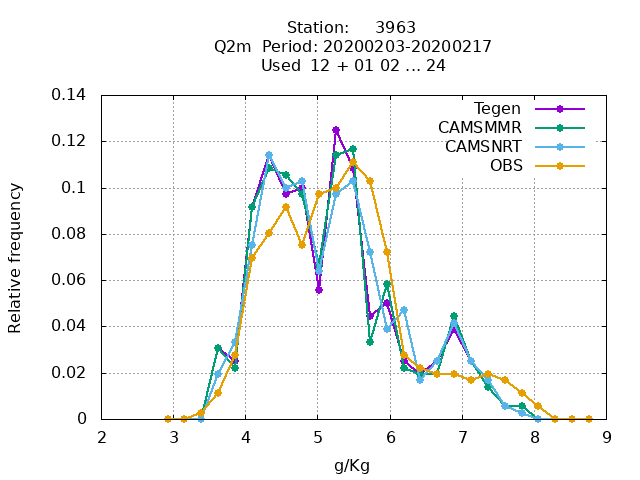 Station:     3963
Q2m  Period: 20200203-20200217
Used  12 + 01 02 ... 24
Relative frequency
0.14
0.12
0.1
0.08
0.06
0.04
0.02
0
Tegen
CAMSMMR
CAMSNRT
OBS
2 3 4 5 6 7 8 9
g/Kg